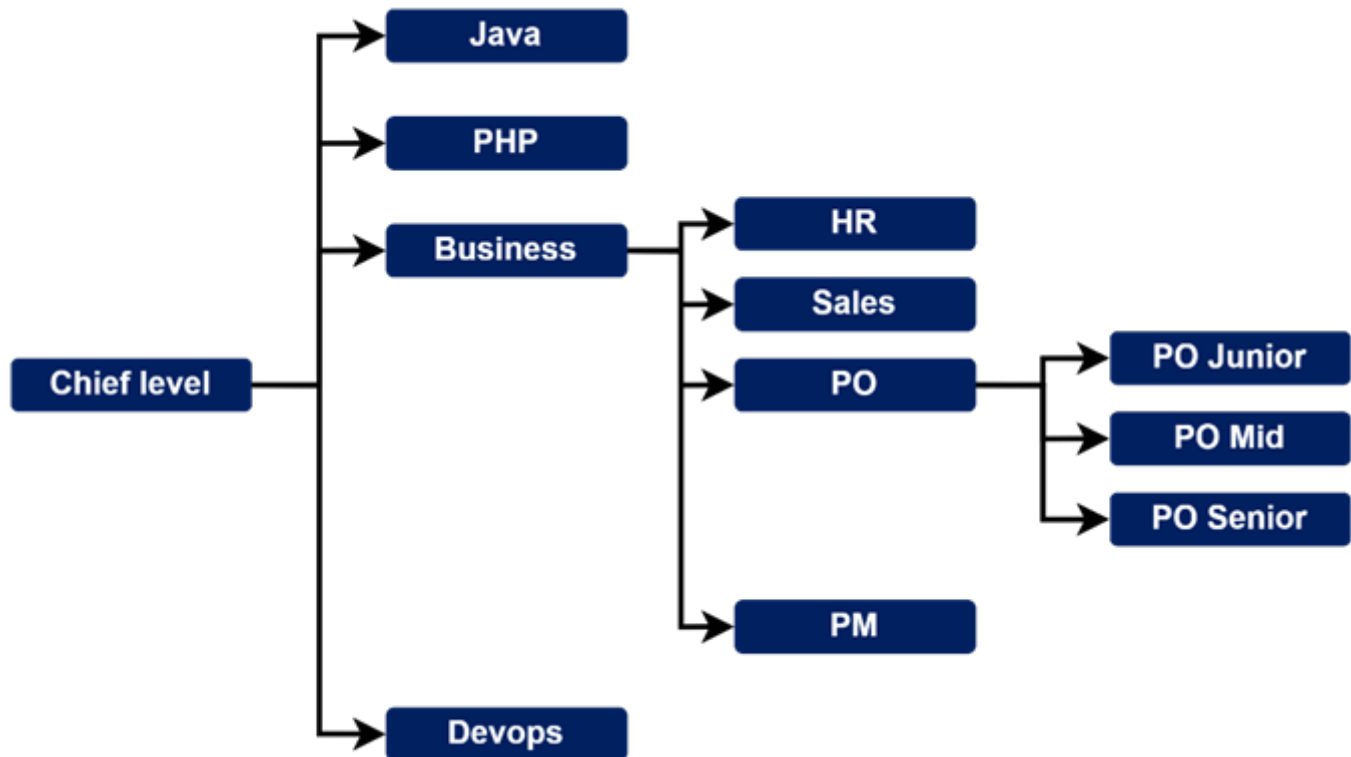 Java
PHP
Business
HR
Sales
Chief level
PO
PO Junior
PO Mid
PO Senior
PM
Devops